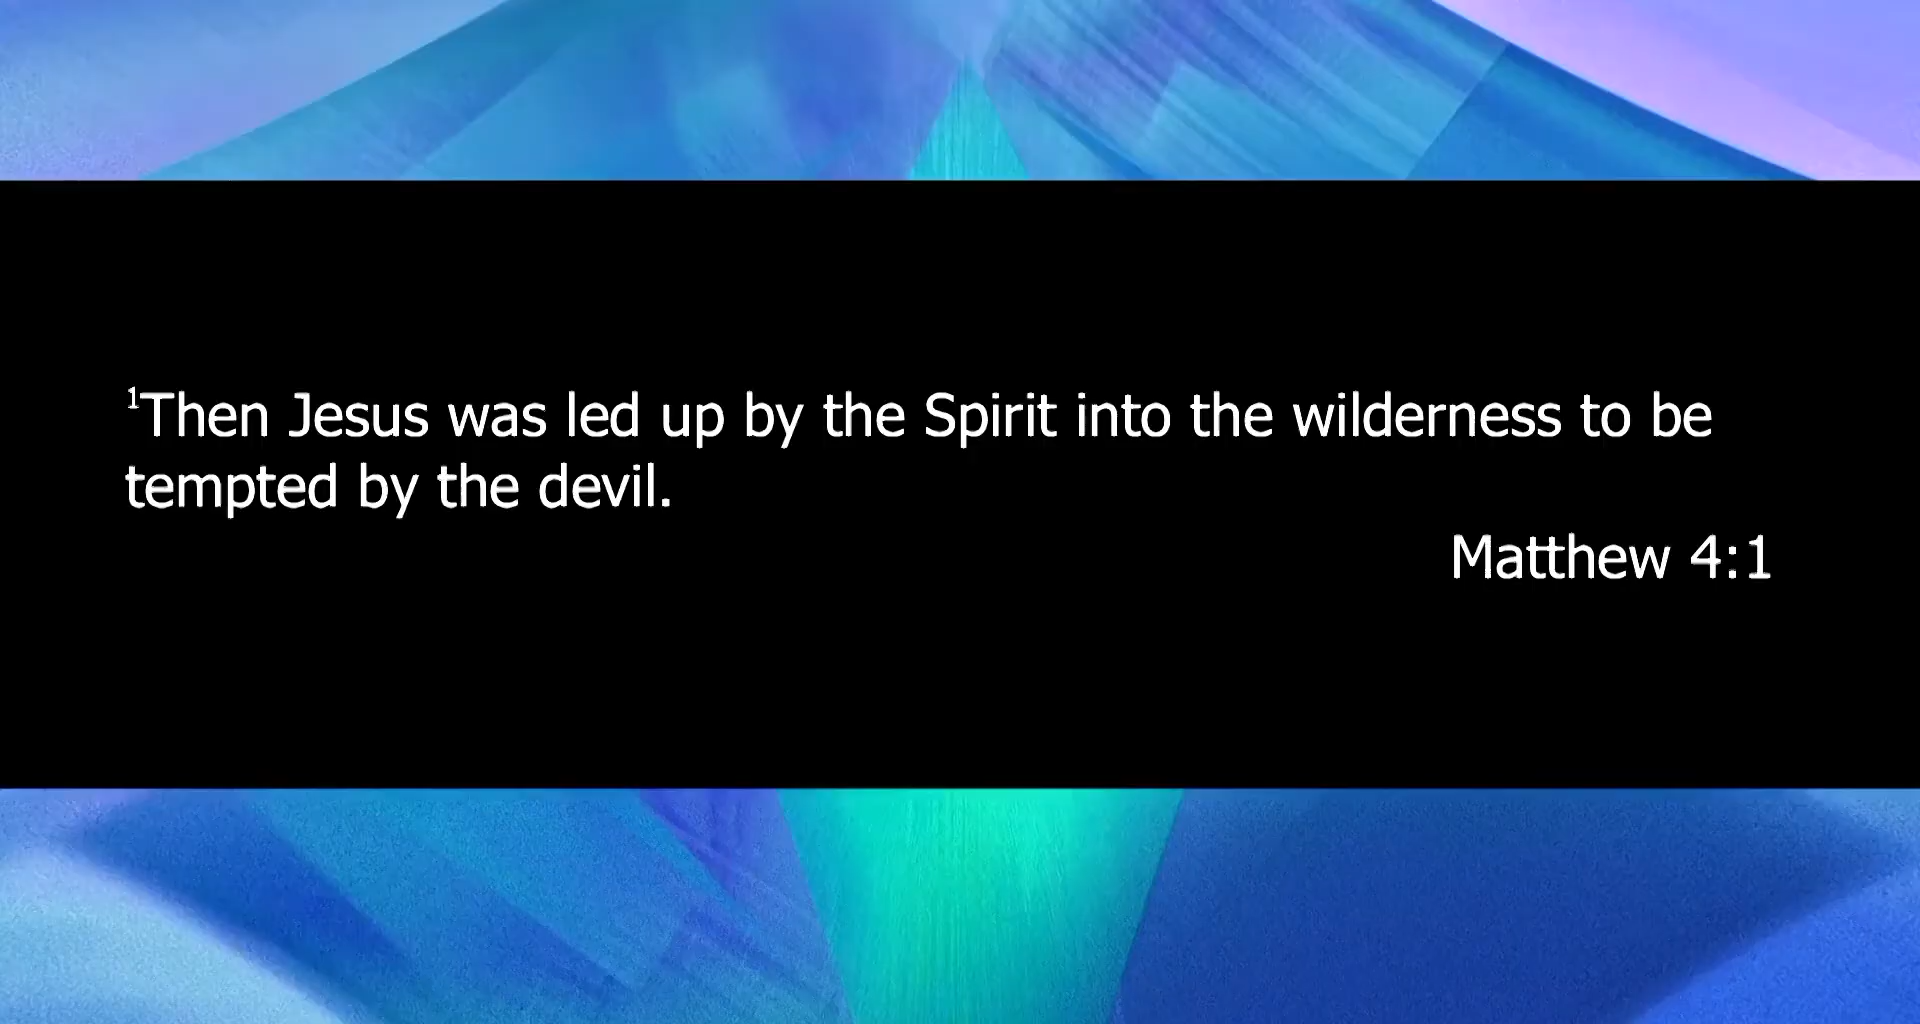 ¹Then Jesus was led up by the Spirit into the wilderness to be
tempted by the devil.
Matthew 4:1